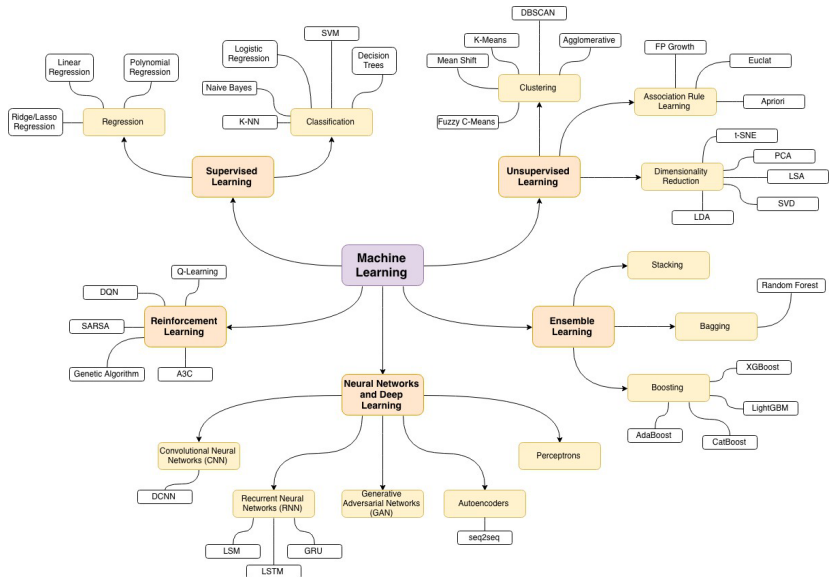 DBSCAN
SVM
K-Means
Agglomerative
FP Growth
Logistic
Regression
Linear
Regression
Polynomial
Regression
Decision
Trees
Mean Shift
Euclat
Clustering
Naive Bayes
Association Rule
Learning
Apriori
Ridge/Lasso
Regression
Regression
K-NN
Classification
Fuzzy C-Means
t-SNE
PCA
Supervised
Learning
Unsupervised
Learning
Dimensionality
Reduction
LSA
SVD
LDA
Machine
Learning
Q-Learning
Stacking
DQN
Random Forest
SARSA
Reinforcement
Learning
Ensemble
Learning
Bagging
Genetic Algorithm
A3C
XGBoost
Neural Networks
and Deep
Learning
Boosting
LightGBM
AdaBoost
CatBoost
Convolutional Neural
Networks (CNN)
Perceptrons
DCNN
Recurrent Neural
Networks (RNN)
Generative
Adversarial Networks
(GAN)
Autoencoders
seq2seq
LSM
GRU
LSTM